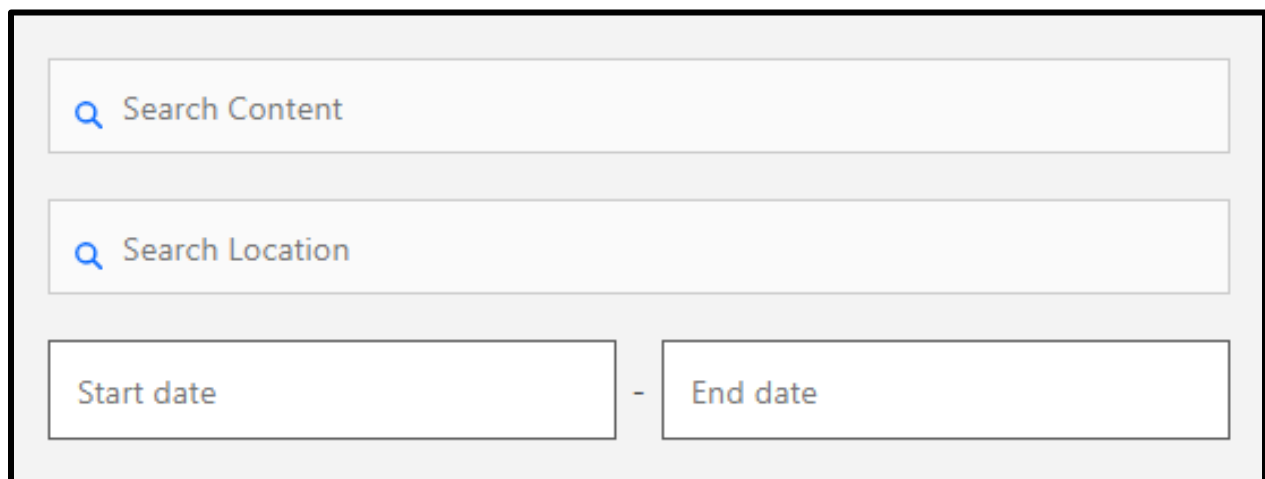 Search Content
Search Location
Start date - End date